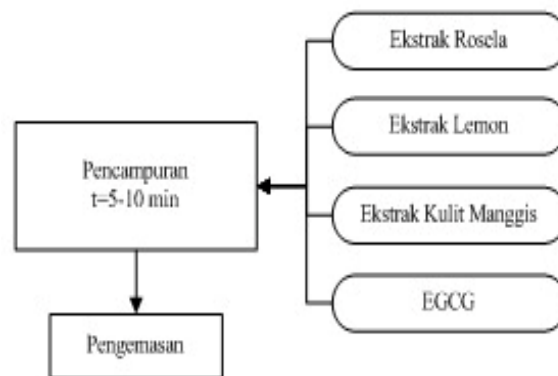 Ekstrak Rosela
Ekstrak Lemon
Pencampuran
t=5-10 min
Ekstrak Kulit Manggis
EGCG
Pengemasan